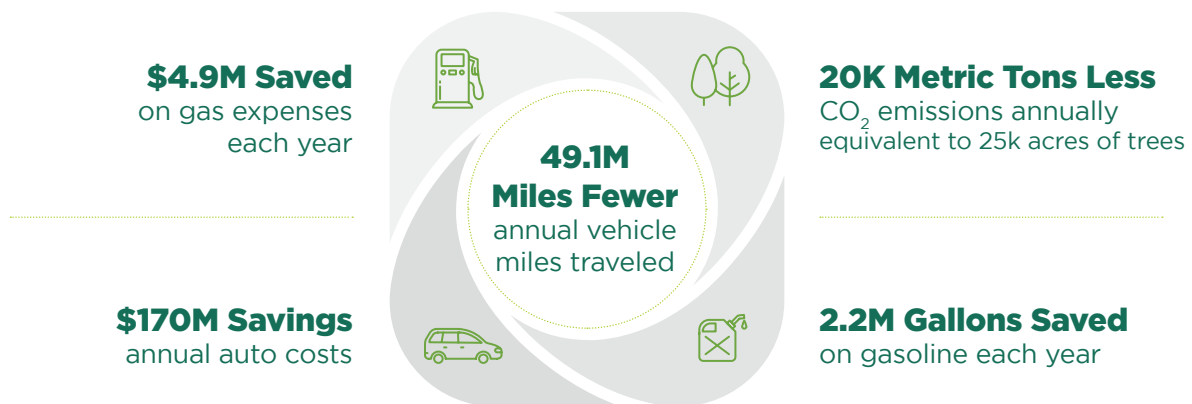 $4.9M Saved
on gas expenses
each year
20K Metric Tons Less
CO₂ emissions annually
equivalent to 25k acres of trees
49.1M
Miles Fewer
annual vehicle
miles traveled
$170M Savings
annual auto costs
2.2M Gallons Saved
on gasoline each year